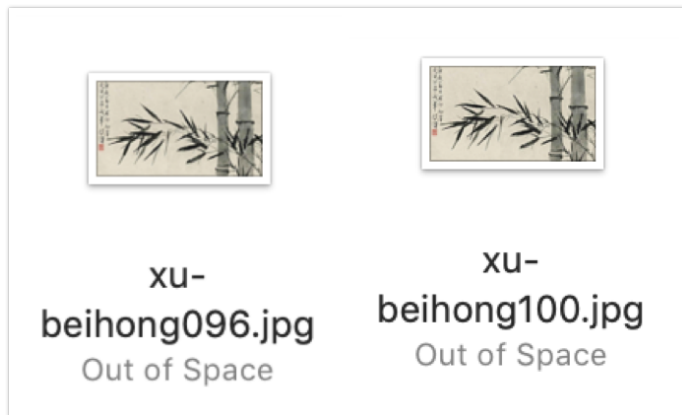 xu-
beihong096.jpg
Out of Space
xu-
beihong100.jpg
Out of Space